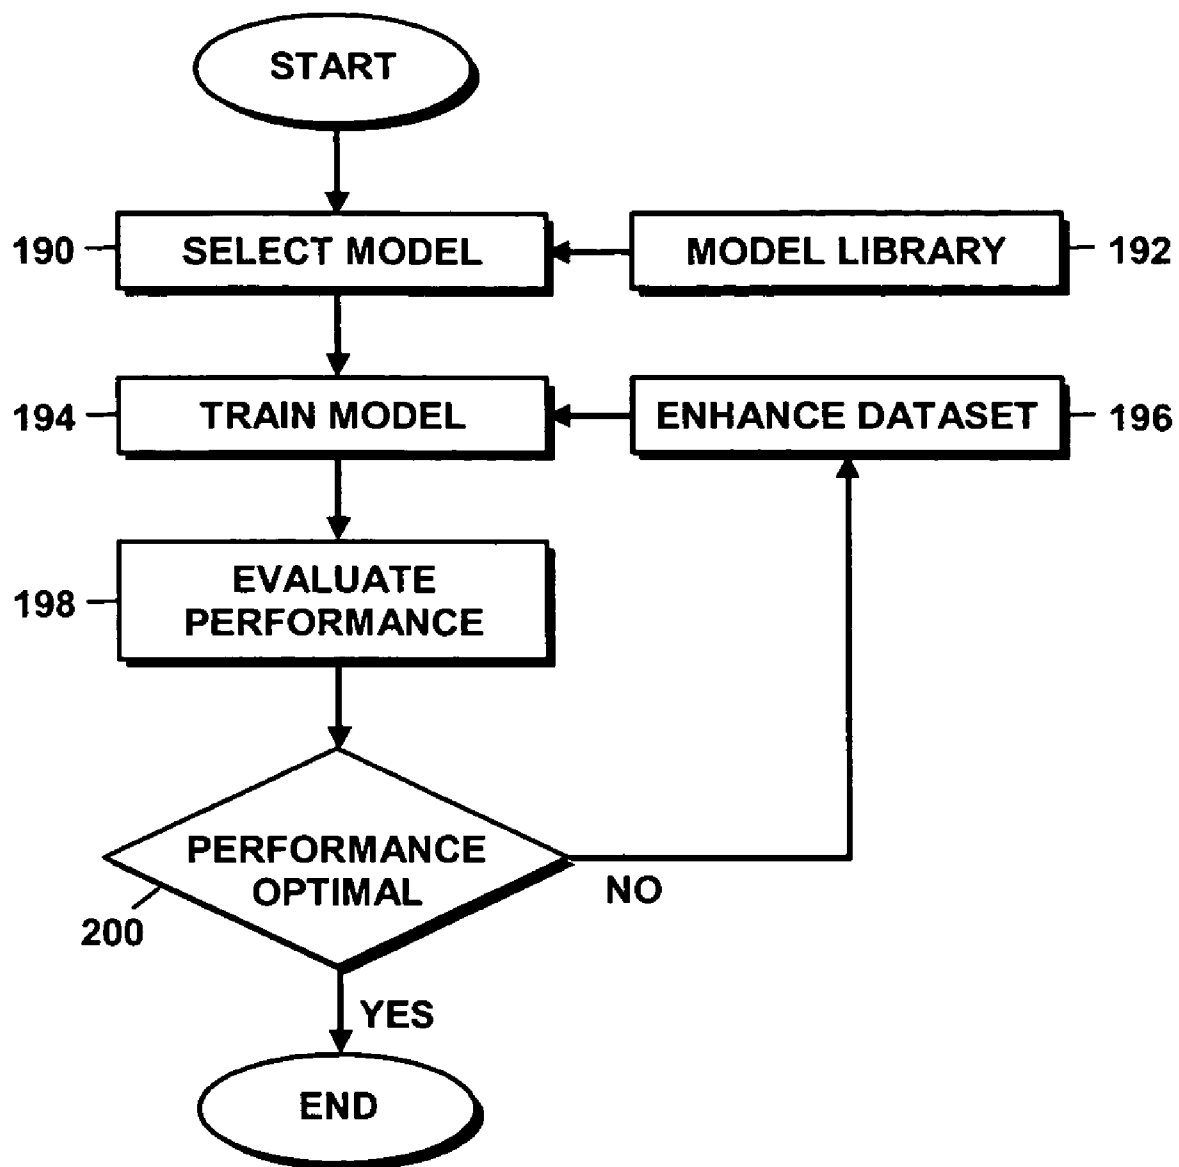 START
190
SELECT MODEL
MODEL LIBRARY
192
194
TRAIN MODEL
ENHANCE DATASET
196
198
EVALUATE
PERFORMANCE
PERFORMANCE
OPTIMAL
NO
200
YES
END